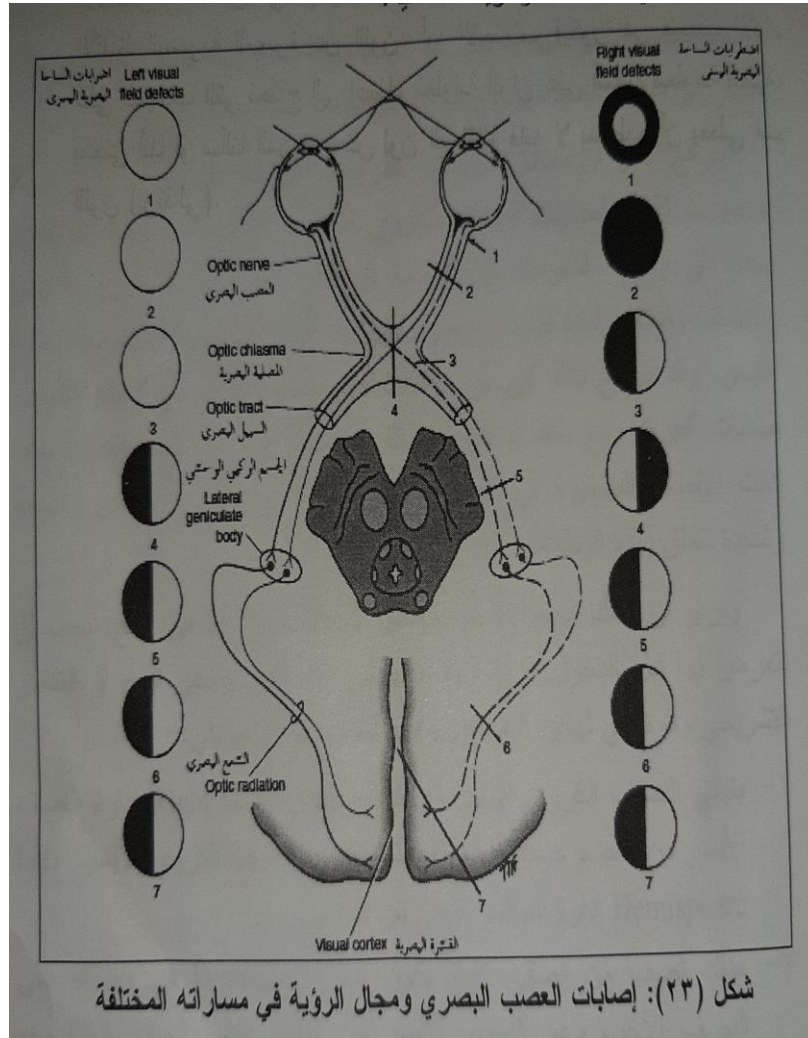 اضرابات الساحة
البصرية اليسرى
Left visual
field defects
Right visual
field defects
اضطرابات الساحة
البصرية اليمنى
1
2
3
4
5
6
7
Optic nerve
العصب البصري
Optic chiasma
المصلبة البصرية
Optic tract
السبيل البصري
الجسيم الركبي الوحشي
Lateral
geniculate
body
التشعع البصري
Optic radiation
Visual cortex القشرة البصرية
1
2
3
4
5
6
7
1
2
3
4
5
6
7
شكل (٢٣): إصابات العصب البصري ومجال الرؤية في مساراته المختلفة